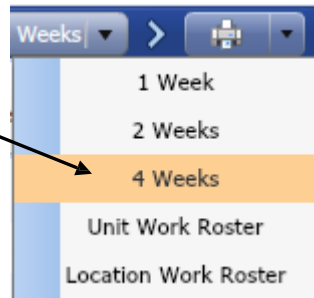 Weeks
1 Week
2 Weeks
4 Weeks
Unit Work Roster
Location Work Roster